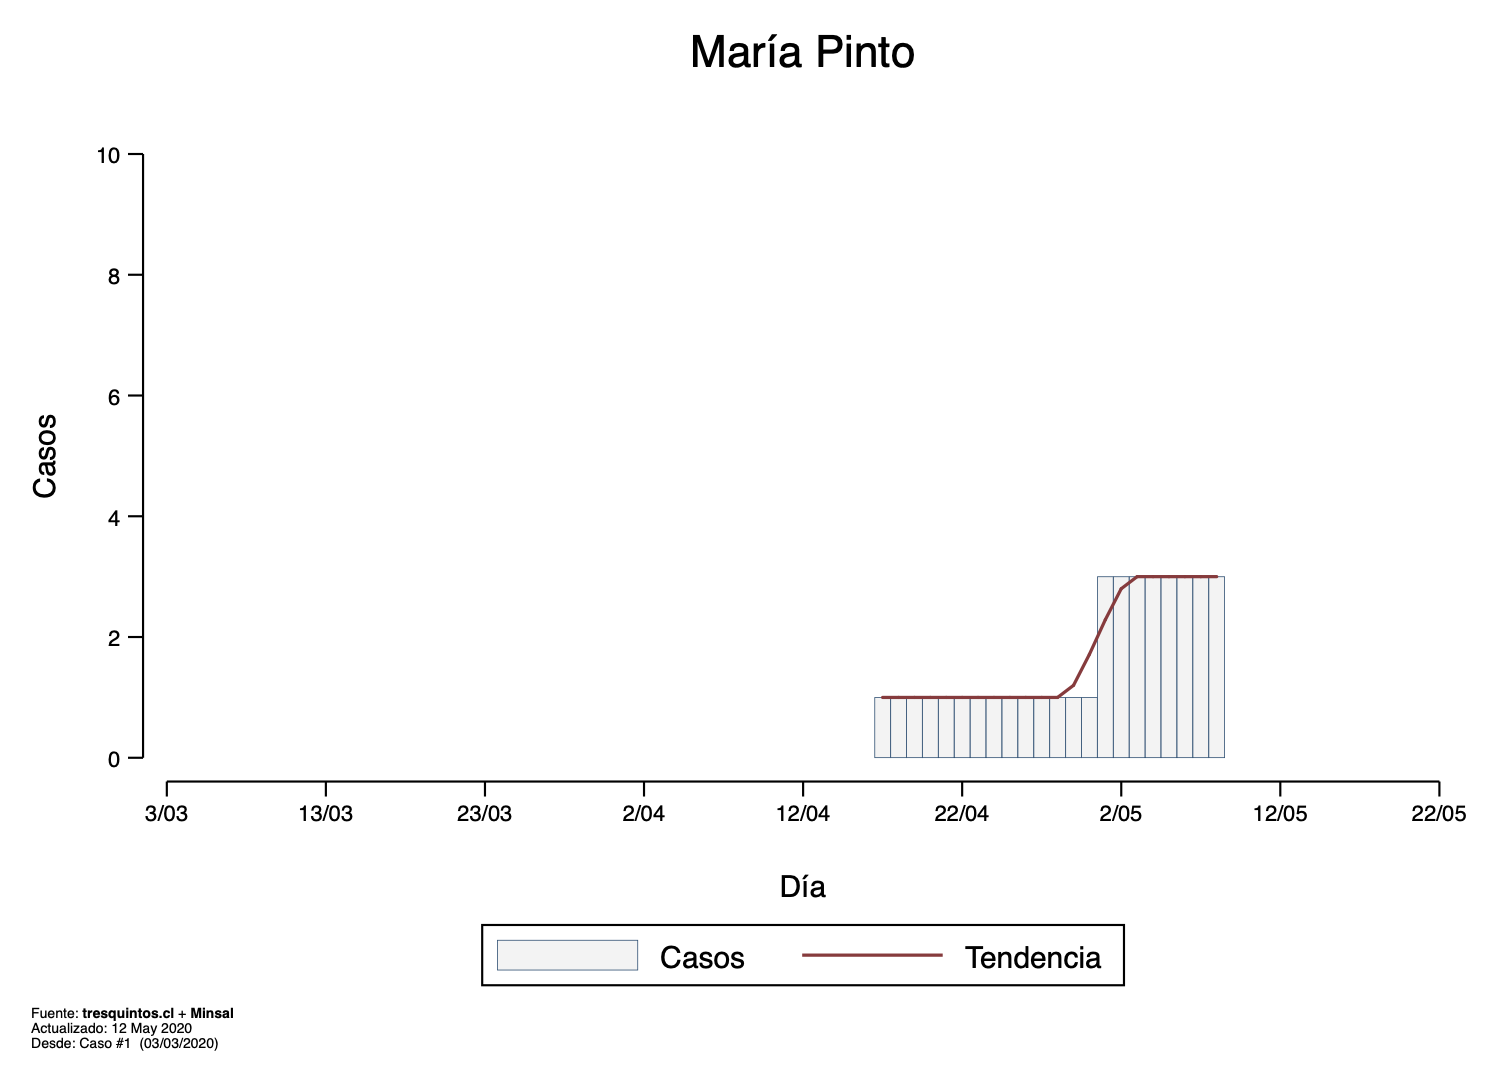 María Pinto
10
8
6
4
2
0
Casos
3/03 13/03 23/03 2/04 12/04 22/04 2/05 12/05 22/05
Día
Casos Tendencia
Fuente: tresquintos.cl + Minsal
Actualizado: 12 May 2020
Desde: Caso #1 (03/03/2020)